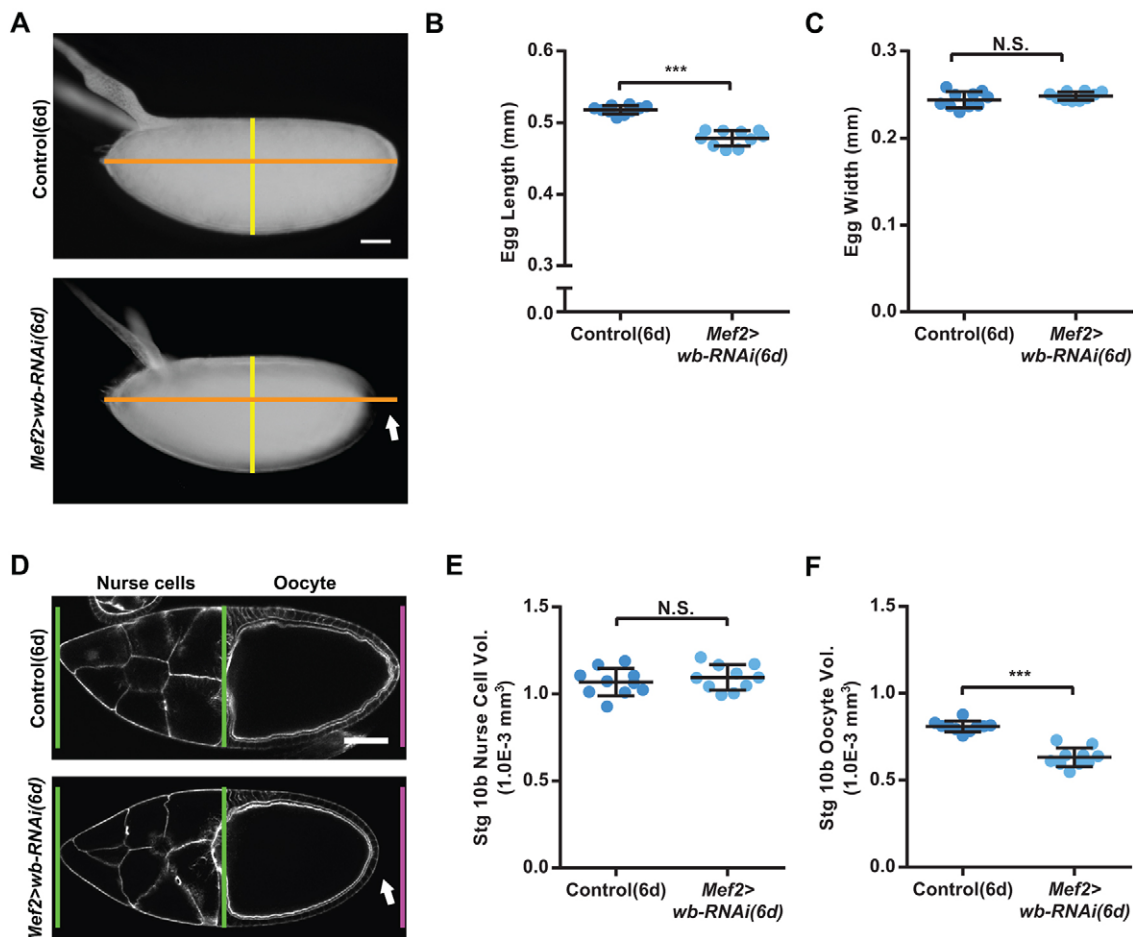 A
Control(6d)
Mef2>wb-RNAi(6d)
B
Egg Length (mm)
0.6
0.5
0.4
0.3
0.0
***
Control(6d)
Mef2>
wb-RNAi(6d)
C
Egg Width (mm)
0.3
0.2
0.1
0.0
N.S.
Control(6d)
Mef2>
wb-RNAi(6d)
D
Nurse cells
Oocyte
Control(6d)
Mef2>wb-RNAi(6d)
E
Stg 10b Nurse Cell Vol.
(1.0E-3 mm³)
1.5
1.0
0.5
0.0
N.S.
Control(6d)
Mef2>
wb-RNAi(6d)
F
Stg 10b Oocyte Vol.
(1.0E-3 mm³)
1.5
1.0
0.5
0.0
***
Control(6d)
Mef2>
wb-RNAi(6d)